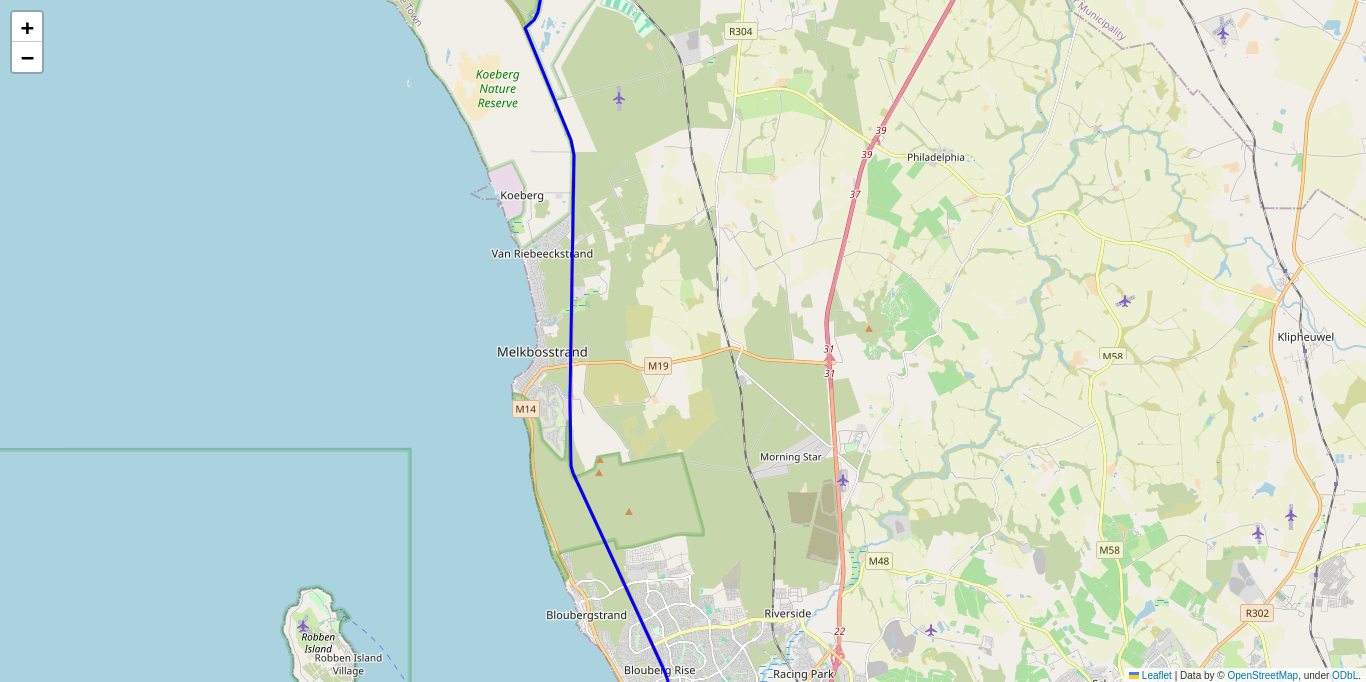 +
−
e Town
R304
Municipality
Koeberg
Nature
Reserve
39
39
Philadelphia
37
Koeberg
Van Riebeeckstrand
Klipheuwel
31
Melkbosstrand
M19
31
M58
M14
Morning Star
M58
M48
Bloubergstrand
Riverside
R302
22
Robben
Island
Robben Island
Village
Blouberg Rise
Racing Park
Leaflet | Data by © OpenStreetMap, under ODbL.